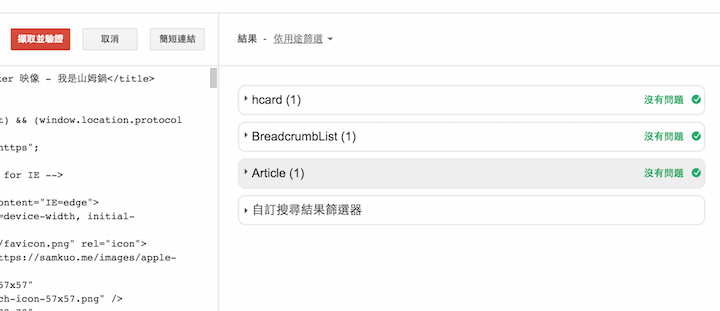 擷取並驗證
取消
簡短連結
結果 - 依用途篩選
ker 映像 - 我是山姆鍋</title>
t) && (window.location.protocol
https";
for IE -->
content="IE=edge">
=device-width, initial-
/favicon.png" rel="icon">
ttps://samkuo.me/images/apple-
57x57"
ch-icon-57x57.png" />
hcard (1)
沒有問題
BreadcrumbList (1)
沒有問題
Article (1)
沒有問題
自訂搜尋結果篩選器